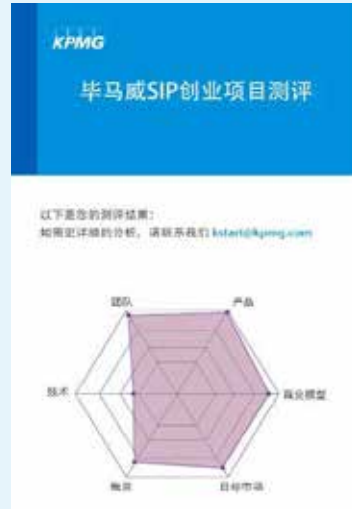 KPMG
毕马威SIP创业项目测评
以下是您的测评结果：
如需更详细的分析，请联系我们 kstart@kpmg.com
团队
产品
技术
商业模型
融资
目标市场